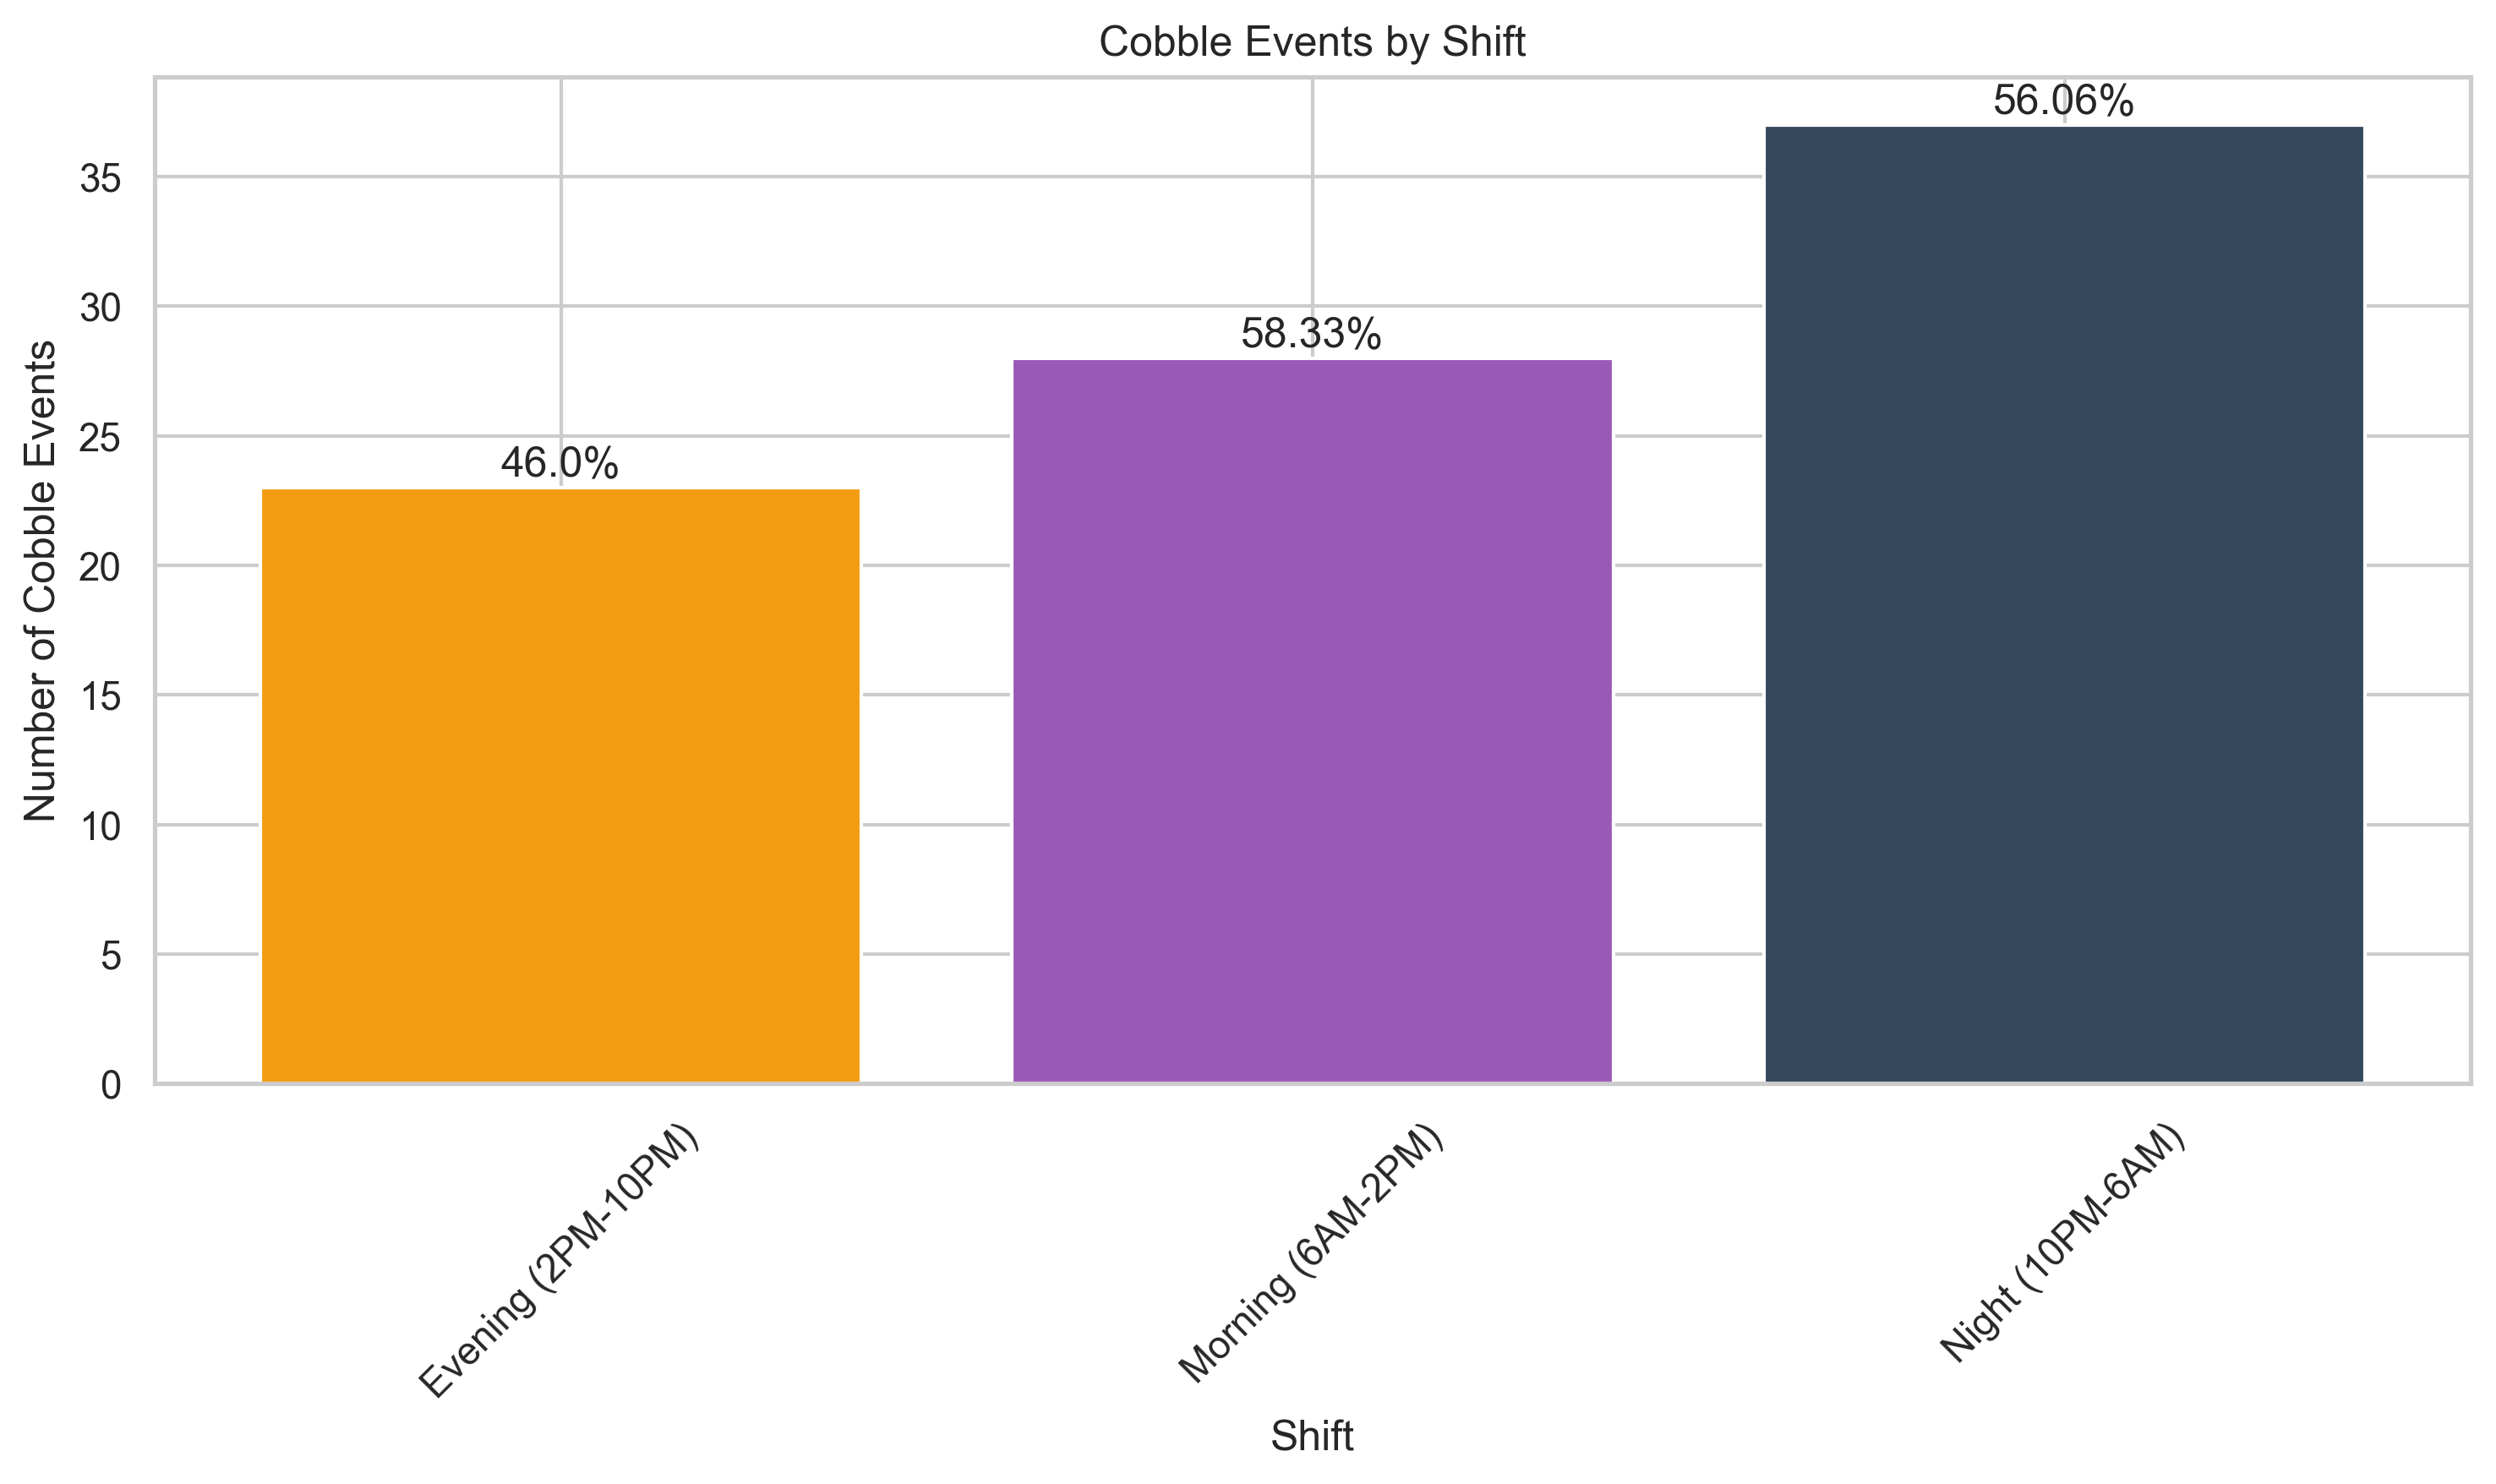 Cobble Events by Shift
Number of Cobble Events
35
30
25
20
15
10
5
0
46.0%
58.33%
56.06%
Evening (2PM-10PM)
Morning (6AM-2PM)
Night (10PM-6AM)
Shift